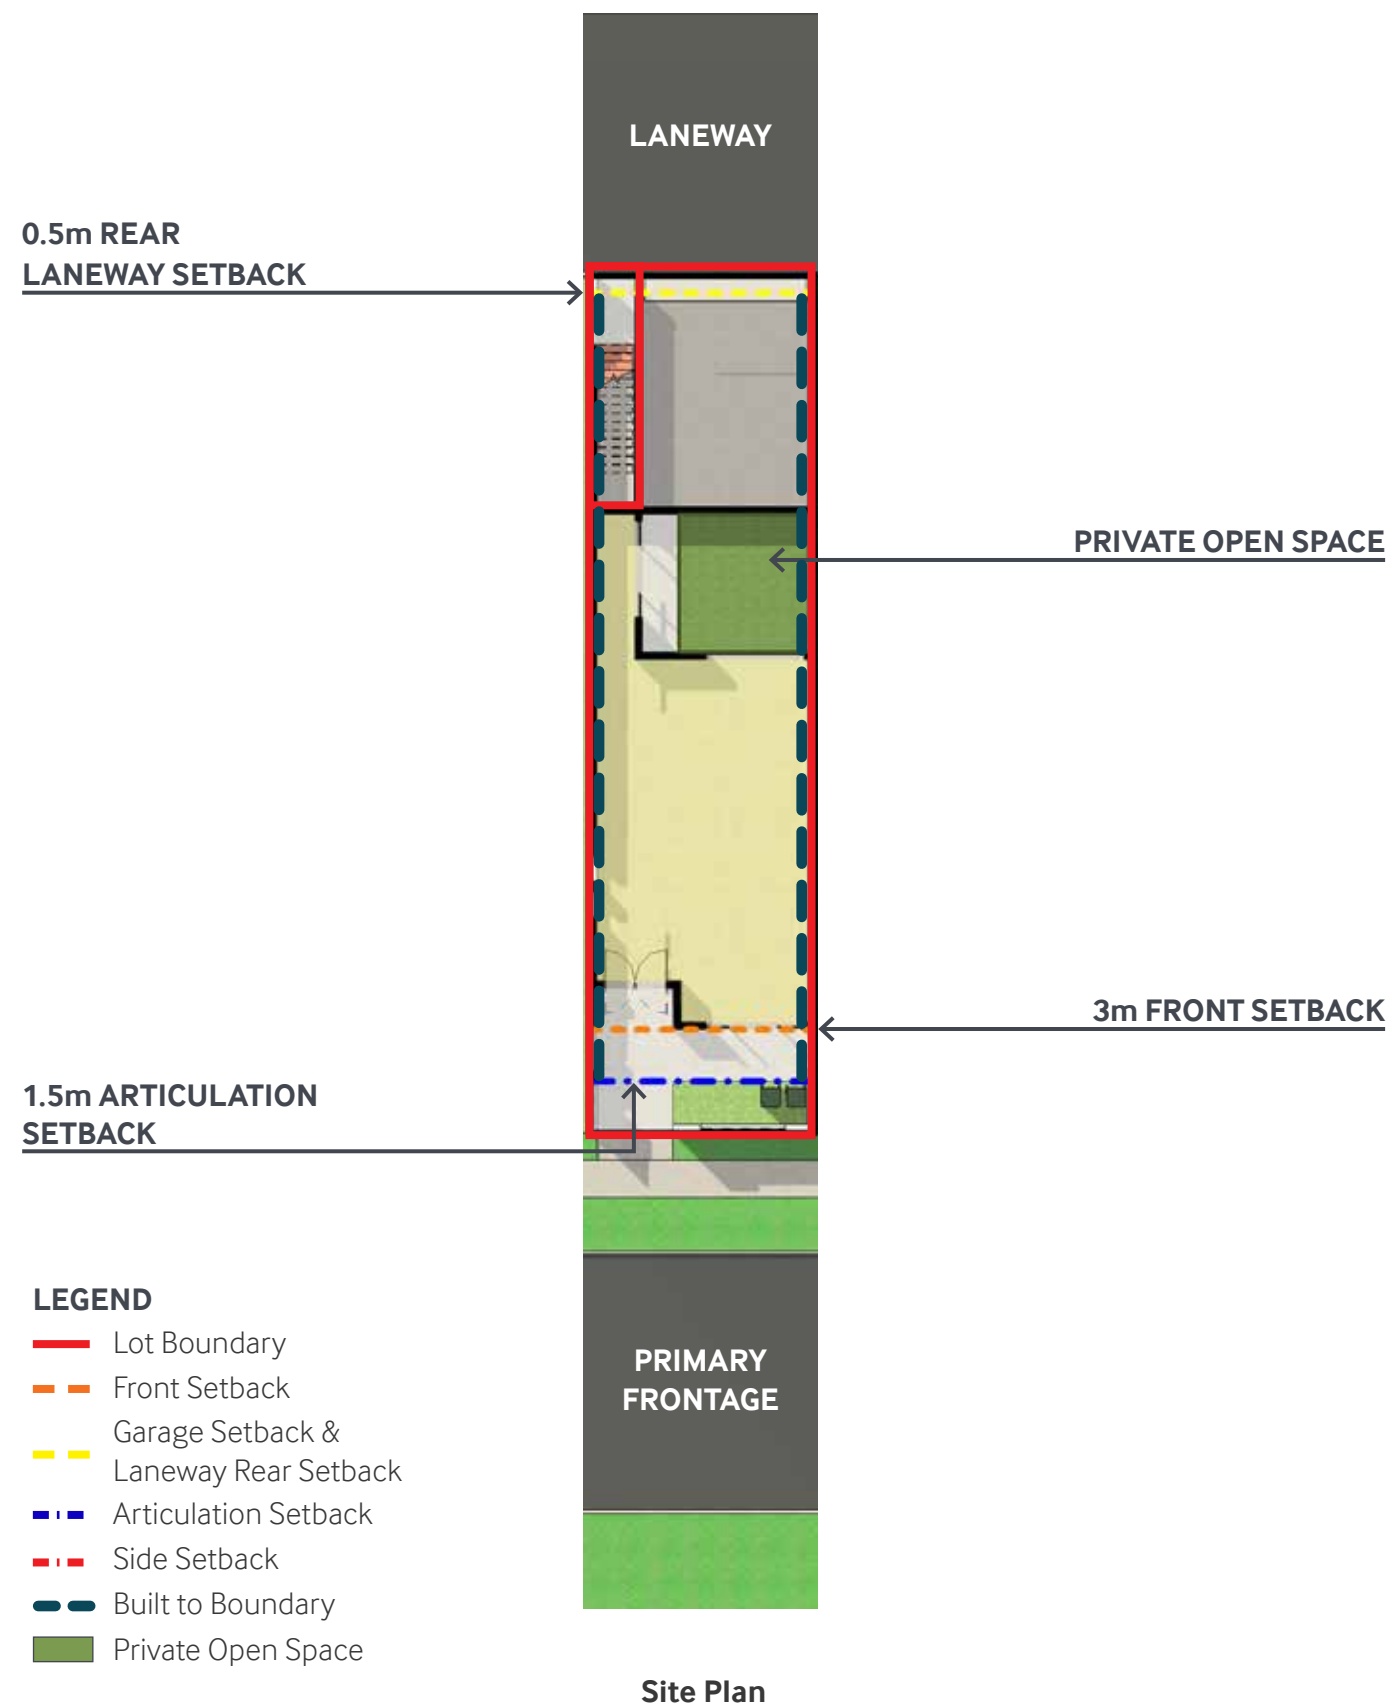 LANEWAY
0.5m REAR
LANEWAY SETBACK
PRIVATE OPEN SPACE
3m FRONT SETBACK
1.5m ARTICULATION
SETBACK
LEGEND
Lot Boundary
Front Setback
Garage Setback &
Laneway Rear Setback
Articulation Setback
Side Setback
Built to Boundary
Private Open Space
PRIMARY
FRONTAGE
Site Plan